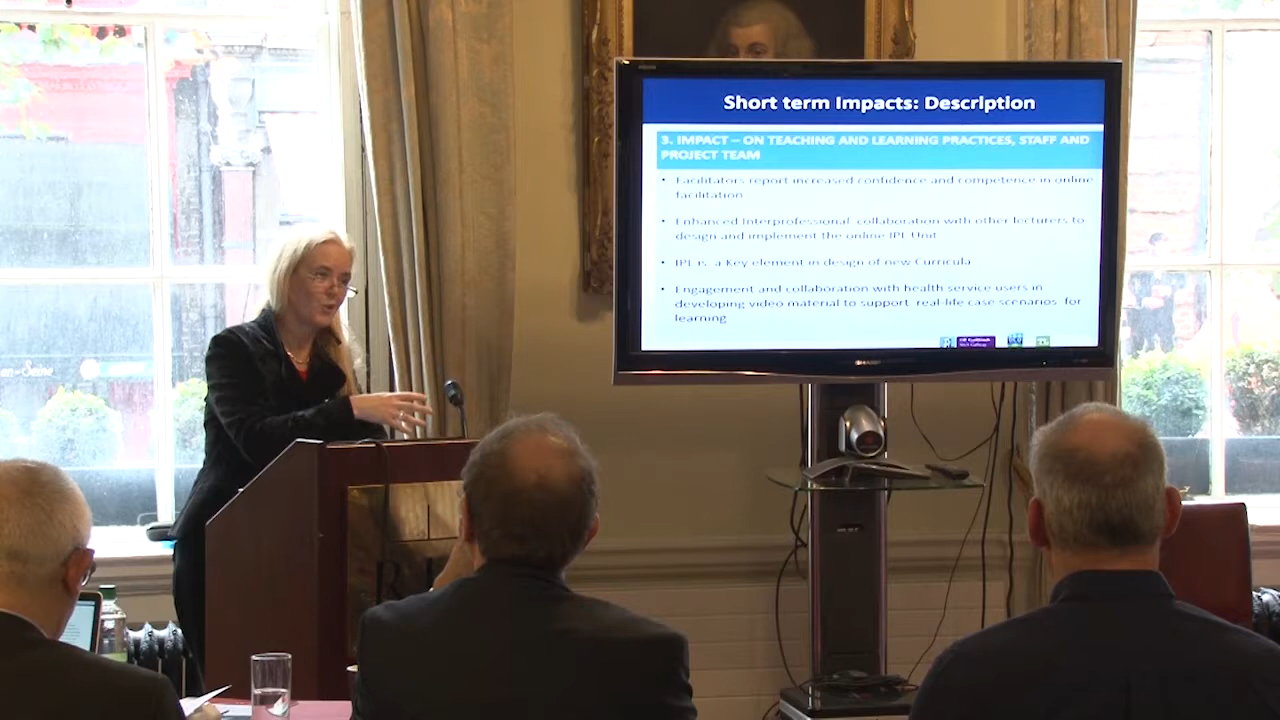 Short term Impacts: Description
3. IMPACT – ON TEACHING AND LEARNING PRACTICES, STAFF AND
PROJECT TEAM
• Facilitators report increased confidence and competence in online
facilitation
• Enhanced Interprofessional collaboration with other lecturers to
design and implement the online IPL Unit
• IPL is a Key element in design of new Curricula
• Engagement and collaboration with health service users in
developing video material to support real-life case scenarios for
learning
SHARP